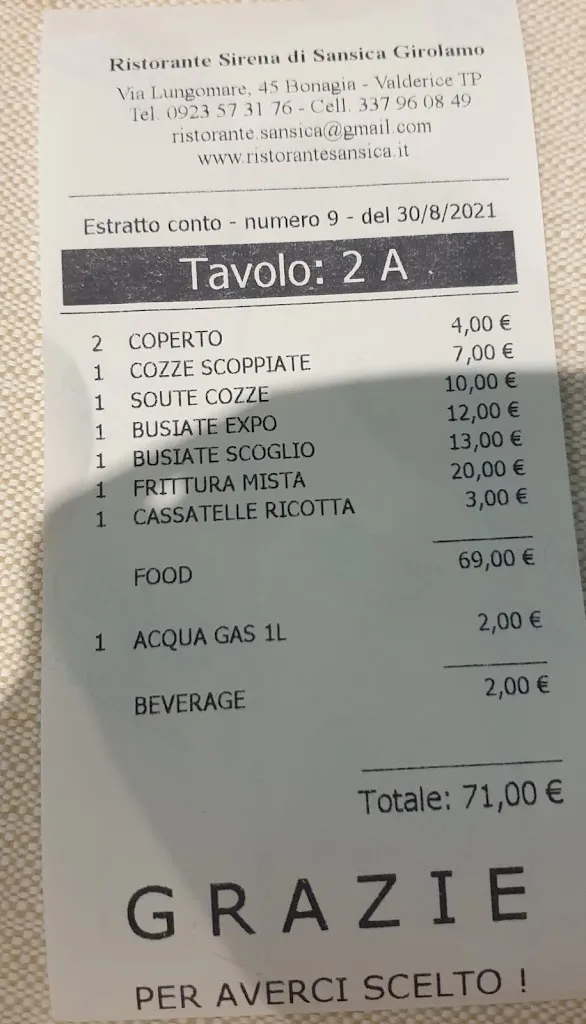 Ristorante Sirena di Sansica Girolamo
Via Lungomare, 45 Bonagia - Valderice TP
Tel. 0923 57 31 76 - Cell. 337 96 08 49
ristorante.sansica@gmail.com
www.ristorantesansica.it
Estratto conto - numero 9 - del 30/8/2021
Tavolo: 2 A
2 COPERTO 4,00 €
1 COZZE SCOPPIATE 7,00 €
1 SOUTE COZZE 10,00 €
1 BUSIATE EXPO 12,00 €
1 BUSIATE SCOGLIO 13,00 €
1 FRITTURA MISTA 20,00 €
1 CASSATELLE RICOTTA 3,00 €
FOOD 69,00 €
1 ACQUA GAS 1L 2,00 €
BEVERAGE 2,00 €
Totale: 71,00 €
GRAZIE
PER AVERCI SCELTO !